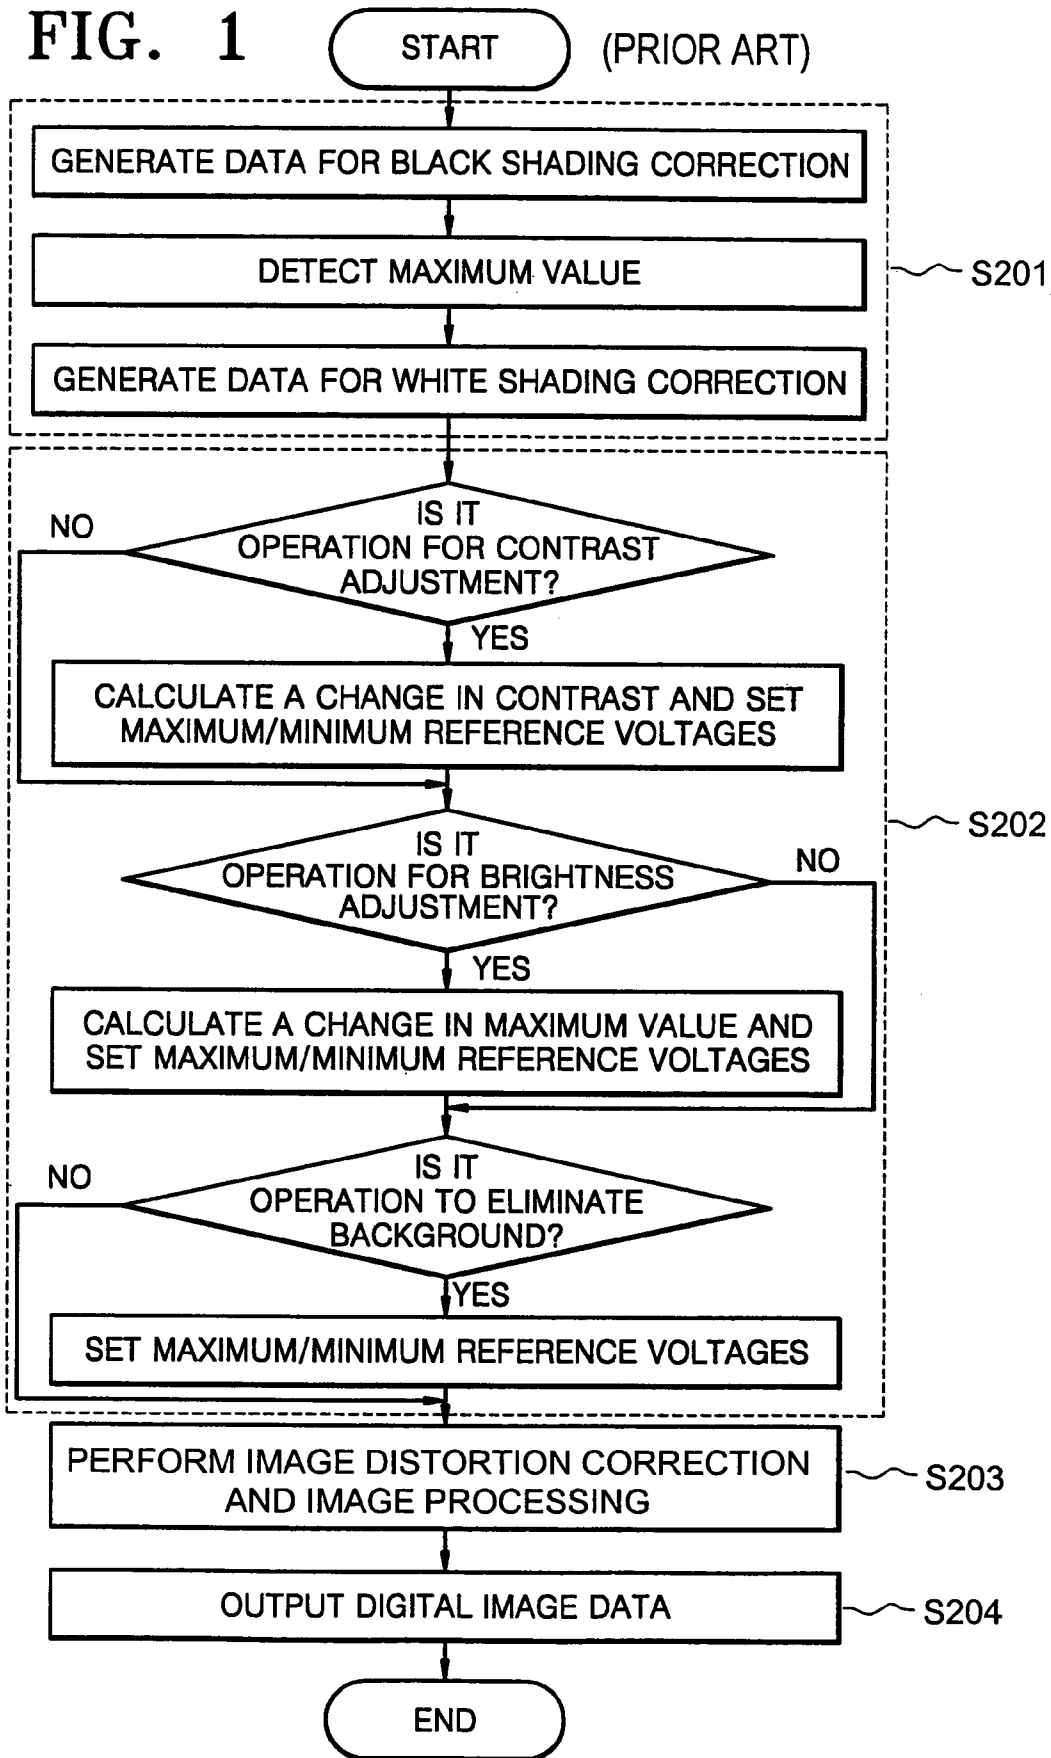 FIG. 1
START
(PRIOR ART)
GENERATE DATA FOR BLACK SHADING CORRECTION
DETECT MAXIMUM VALUE
S201
GENERATE DATA FOR WHITE SHADING CORRECTION
IS IT
OPERATION FOR CONTRAST
ADJUSTMENT?
NO
YES
CALCULATE A CHANGE IN CONTRAST AND SET
MAXIMUM/MINIMUM REFERENCE VOLTAGES
S202
IS IT
OPERATION FOR BRIGHTNESS
ADJUSTMENT?
NO
YES
CALCULATE A CHANGE IN MAXIMUM VALUE AND
SET MAXIMUM/MINIMUM REFERENCE VOLTAGES
IS IT
OPERATION TO ELIMINATE
BACKGROUND?
NO
YES
SET MAXIMUM/MINIMUM REFERENCE VOLTAGES
PERFORM IMAGE DISTORTION CORRECTION
AND IMAGE PROCESSING
S203
OUTPUT DIGITAL IMAGE DATA
S204
END